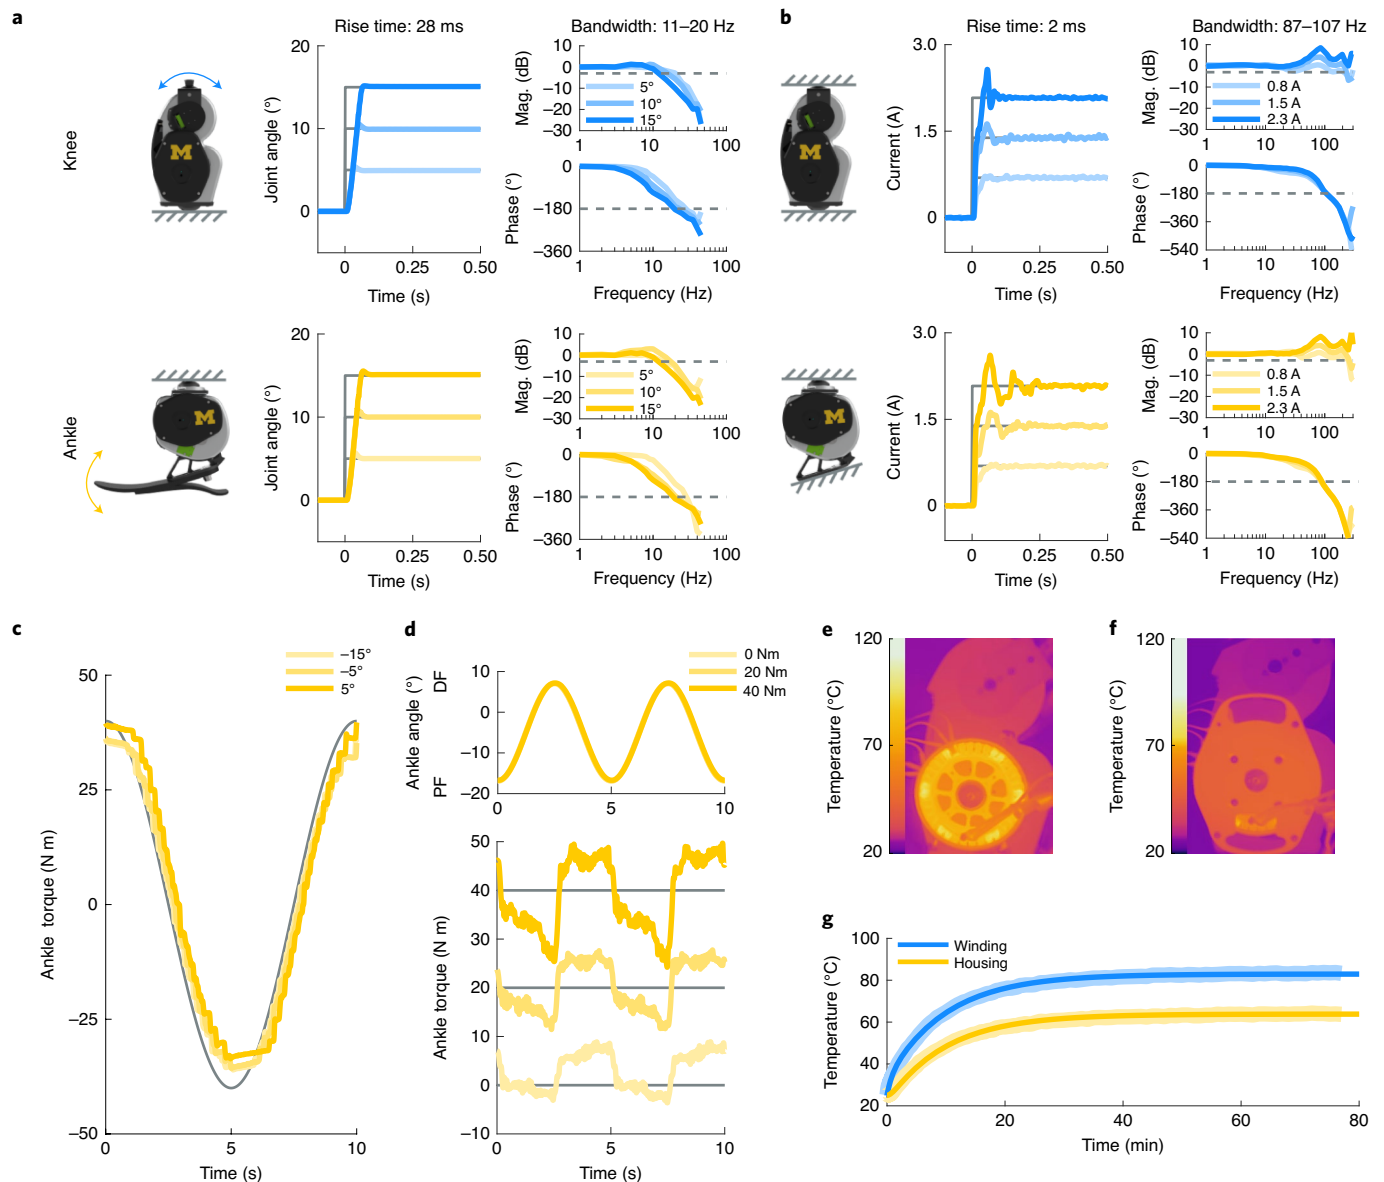 a
Rise time: 28 ms
Bandwidth: 11–20 Hz
Knee
M
Joint angle (°)
20
10
0
0
0.25
0.50
Time (s)
Mag. (dB)
10
0
–10
–20
–30
5°
10°
15°
Phase (°)
0
–180
–360
1
10
100
Frequency (Hz)
Ankle
M
Joint angle (°)
20
10
0
0
0.25
0.50
Time (s)
Mag. (dB)
10
0
–10
–20
–30
5°
10°
15°
1
10
100
Phase (°)
0
–180
–360
1
10
100
Frequency (Hz)
b
Rise time: 2 ms
Bandwidth: 87–107 Hz
M
Current (A)
3.0
1.5
0
0
0.25
0.50
Time (s)
Mag. (dB)
10
0
–10
–20
–30
0.8 A
1.5 A
2.3 A
Phase (°)
0
–180
–360
–540
1
10
100
Frequency (Hz)
M
Current (A)
3.0
1.5
0
0
0.25
0.50
Time (s)
Mag. (dB)
10
0
–10
–20
–30
0.8 A
1.5 A
2.3 A
1
10
100
Phase (°)
0
–180
–360
–540
1
10
100
Frequency (Hz)
c
–15°
–5°
5°
Ankle torque (N m)
50
25
0
–25
–50
0
5
10
Time (s)
d
0 Nm
20 Nm
40 Nm
Ankle angle (°)
DF
PF
10
0
–10
–20
0
5
10
Ankle torque (N m)
50
40
30
20
10
0
–10
0
5
10
Time (s)
e
Temperature (°C)
120
70
20
f
Temperature (°C)
120
70
20
g
Temperature (°C)
100
80
60
40
20
Winding
Housing
0
20
40
60
80
Time (min)